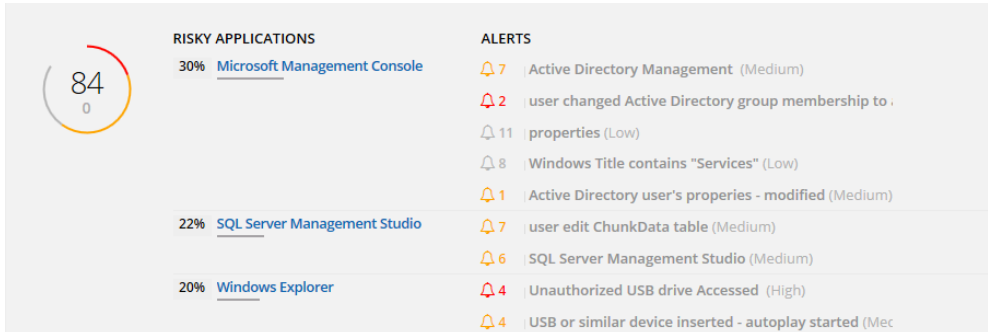 RISKY APPLICATIONS ALERTS
84
0
30% Microsoft Management Console 7 Active Directory Management (Medium)
2 user changed Active Directory group membership to
11 properties (Low)
8 Windows Title contains "Services" (Low)
1 Active Directory user's properies - modified (Medium)
22% SQL Server Management Studio 7 user edit ChunkData table (Medium)
6 SQL Server Management Studio (Medium)
20% Windows Explorer 4 Unauthorized USB drive Accessed (High)
4 USB or similar device inserted - autoplay started (Med